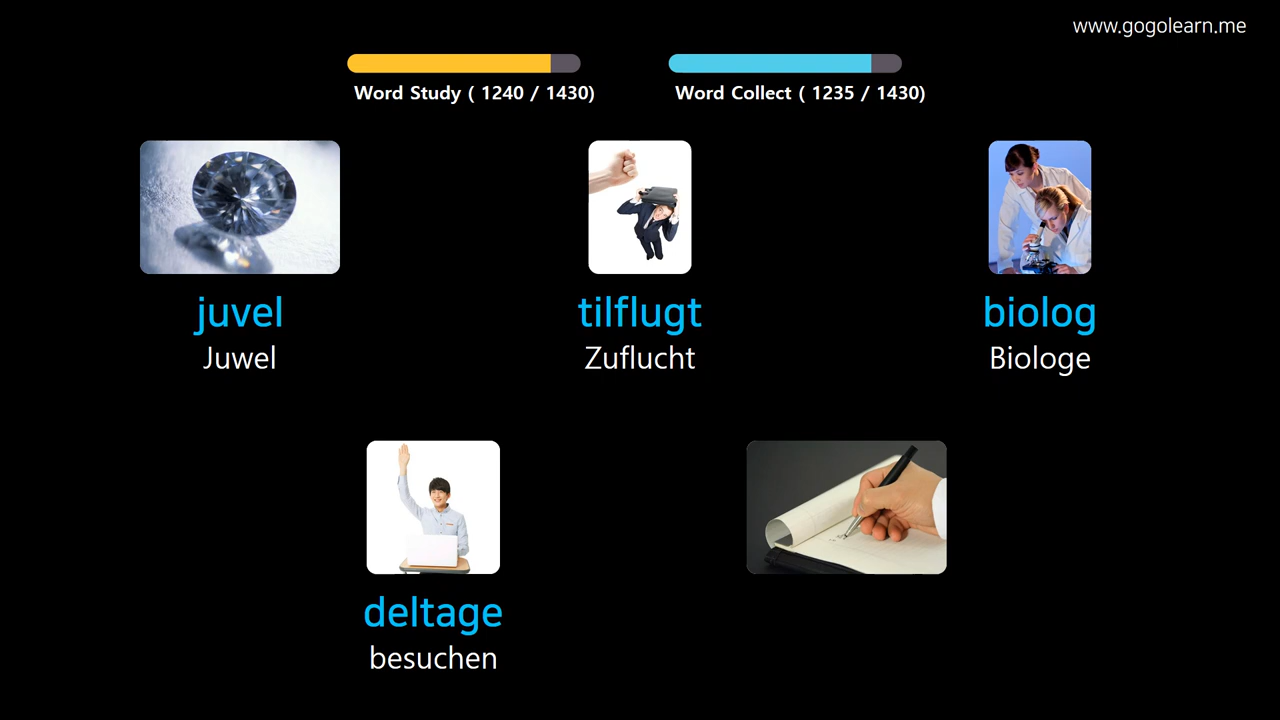 www.gogolearn.me
Word Study ( 1240 / 1430)
Word Collect ( 1235 / 1430)
juvel
Juwel
tilflugt
Zuflucht
biolog
Biologe
deltage
besuchen